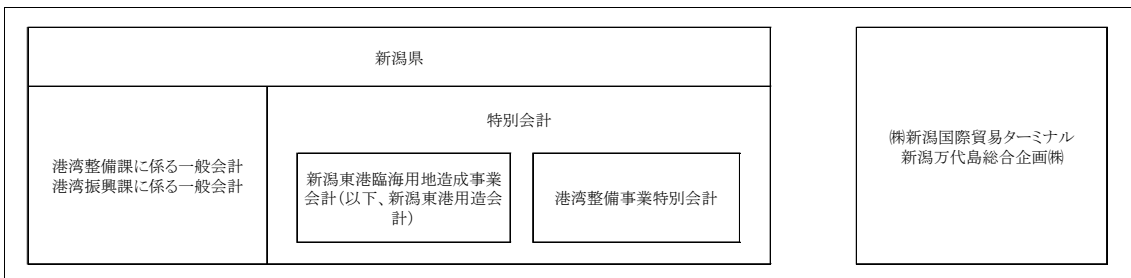 新潟県
港湾整備課に係る一般会計
港湾振興課に係る一般会計
特別会計
新潟東港臨海用地造成事業
会計(以下、新潟東港用造会
計)
港湾整備事業特別会計
㈱新潟国際貿易ターミナル
新潟万代島総合企画㈱